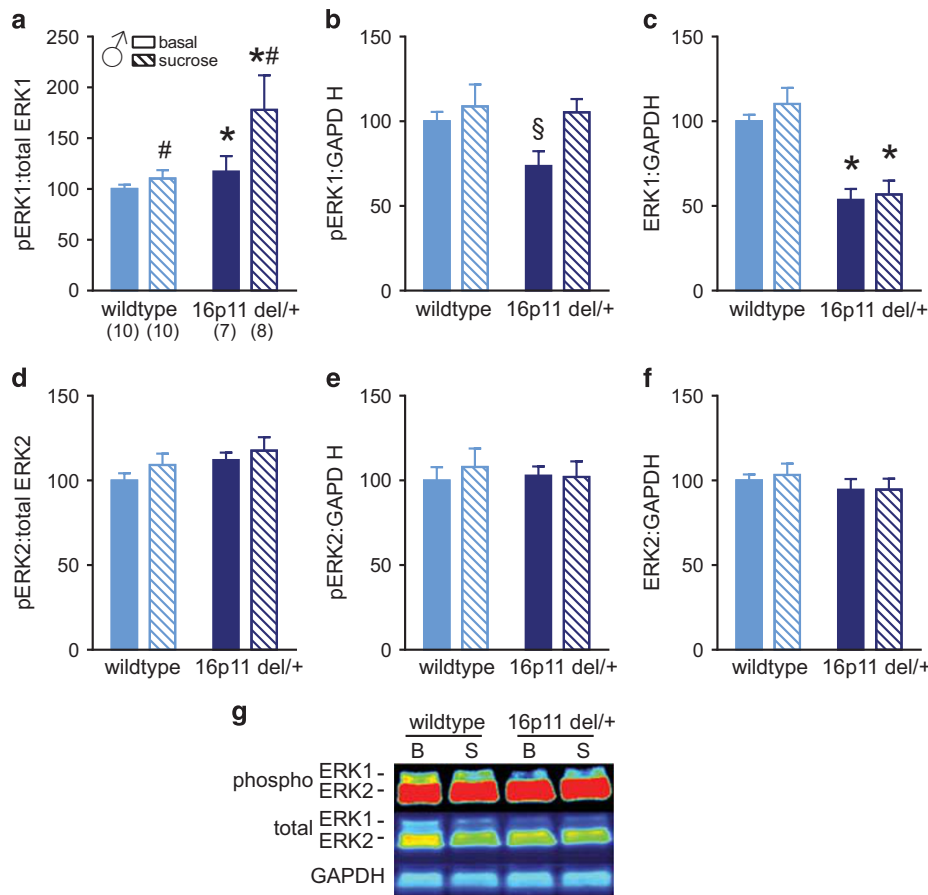 a
pERK1:total ERK1
250
200
150
100
50
0
basal
sucrose
#
*
*#
wildtype 16p11 del/+
(10) (10) (7) (8)
b
pERK1:GAPD H
150
100
50
0
§
wildtype 16p11 del/+
c
ERK1:GAPDH
150
100
50
0
* *
wildtype 16p11 del/+
d
pERK2:total ERK2
150
100
50
0
wildtype 16p11 del/+
e
pERK2:GAPD H
150
100
50
0
wildtype 16p11 del/+
f
ERK2:GAPDH
150
100
50
0
wildtype 16p11 del/+
g
wildtype 16p11 del/+
B S B S
phospho ERK1 -
ERK2 -
total ERK1 -
ERK2 -
GAPDH